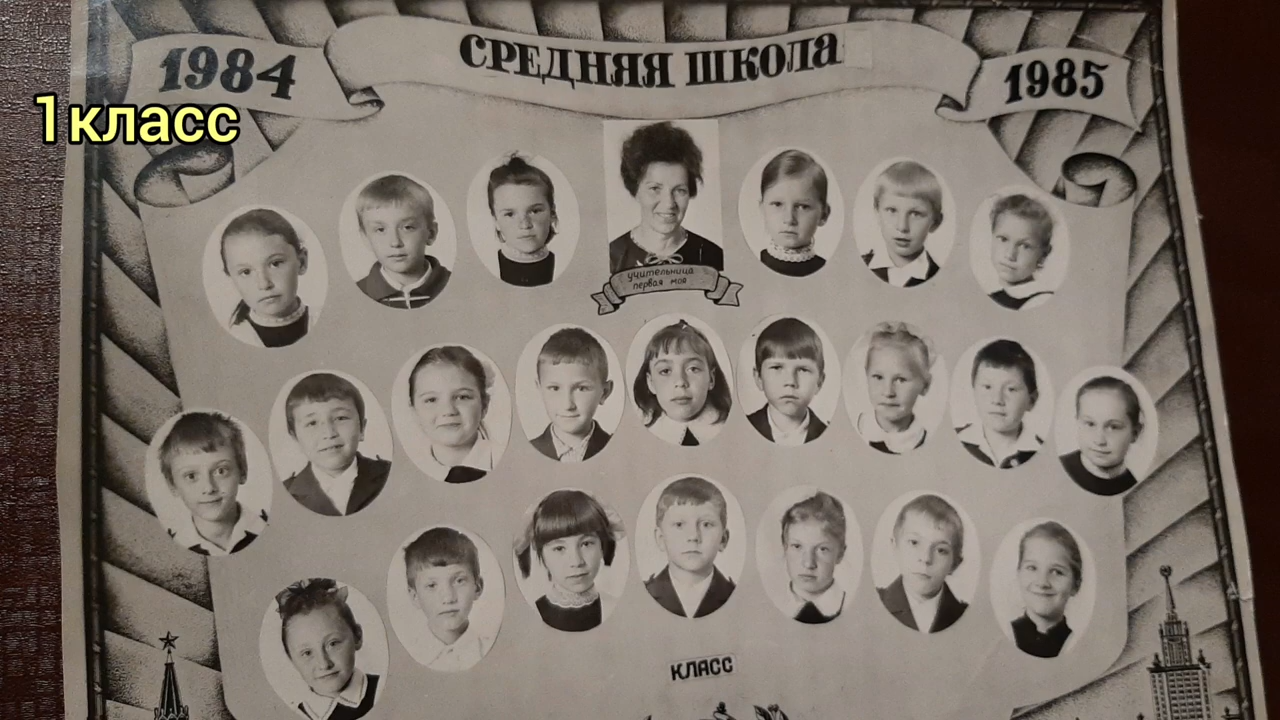 1984
СРЕДНЯЯ ШКОЛА
1985
1класс
учительница
первая моя
КЛАСС